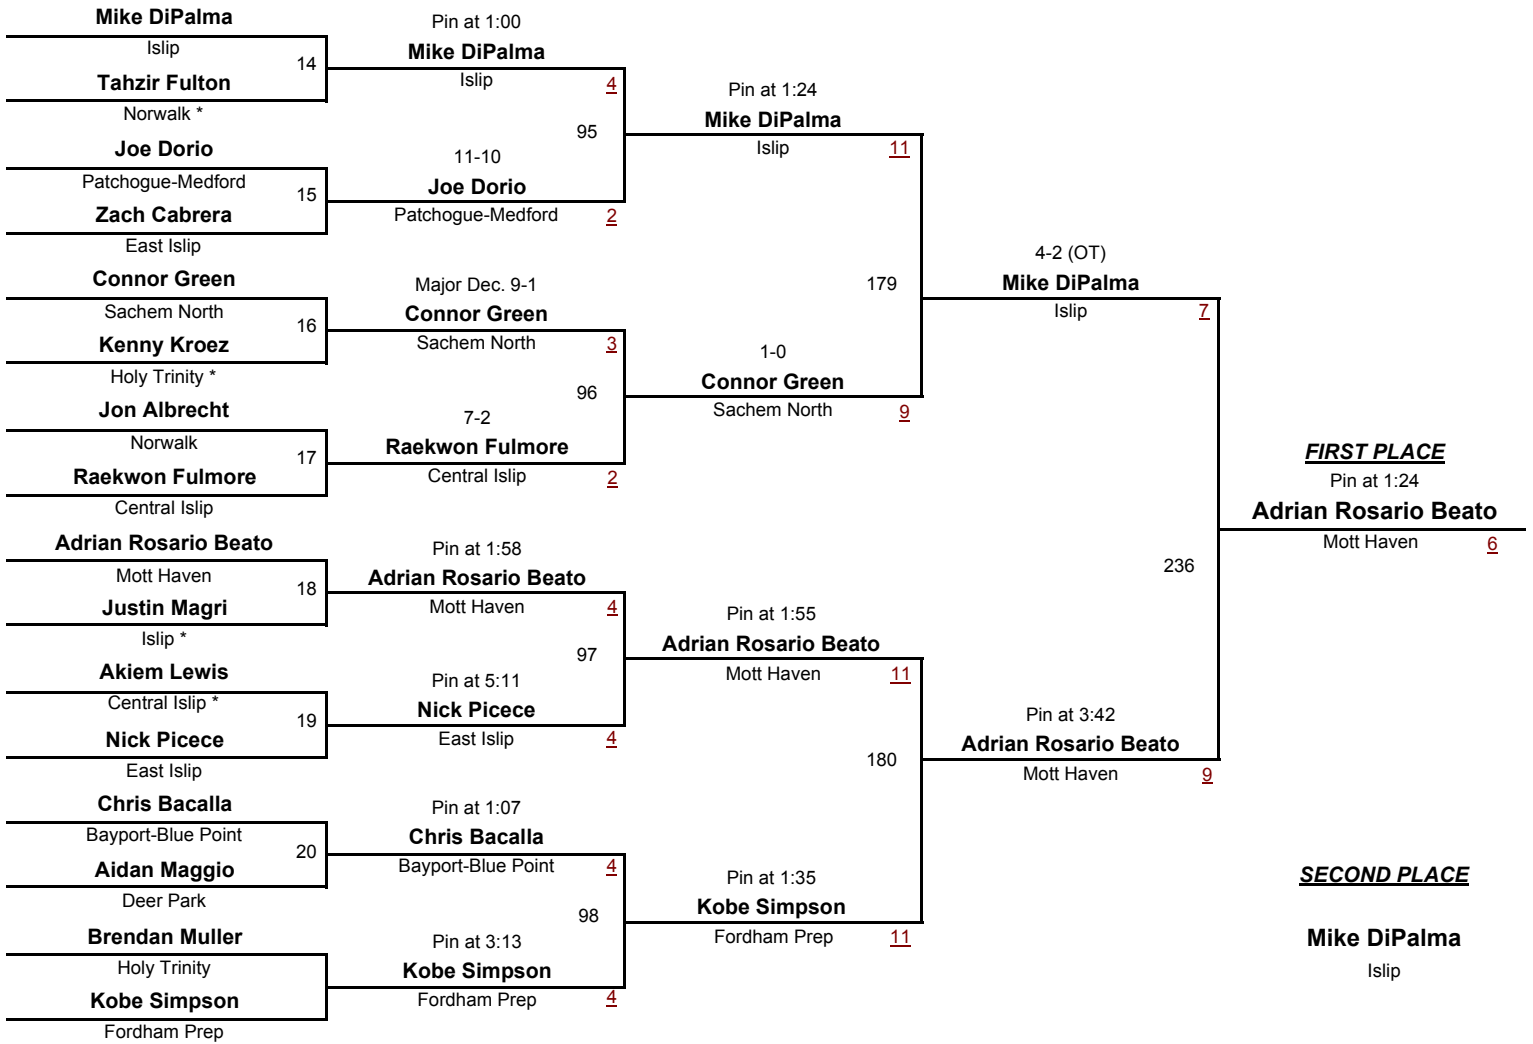 Mike DiPalma
Islip
14
Tahzir Fulton
Norwalk *
Joe Dorio
Patchogue-Medford
15
Zach Cabrera
East Islip
Connor Green
Sachem North
16
Kenny Kroez
Holy Trinity *
Jon Albrecht
Norwalk
17
Raekwon Fulmore
Central Islip
Adrian Rosario Beato
Mott Haven
18
Justin Magri
Islip *
Akiem Lewis
Central Islip *
19
Nick Picece
East Islip
Chris Bacalla
Bayport-Blue Point
20
Aidan Maggio
Deer Park
Brendan Muller
Holy Trinity
Kobe Simpson
Fordham Prep
Pin at 1:00
Mike DiPalma
Islip
4
95
11-10
Joe Dorio
Patchogue-Medford
2
Major Dec. 9-1
Connor Green
Sachem North
3
96
7-2
Raekwon Fulmore
Central Islip
2
Pin at 1:58
Adrian Rosario Beato
Mott Haven
4
97
Pin at 5:11
Nick Picece
East Islip
4
Pin at 1:07
Chris Bacalla
Bayport-Blue Point
4
98
Pin at 3:13
Kobe Simpson
Fordham Prep
4
Pin at 1:24
Mike DiPalma
Islip
11
179
1-0
Connor Green
Sachem North
9
Pin at 1:55
Adrian Rosario Beato
Mott Haven
11
180
Pin at 1:35
Kobe Simpson
Fordham Prep
11
4-2 (OT)
Mike DiPalma
Islip
7
236
Pin at 3:42
Adrian Rosario Beato
Mott Haven
9
FIRST PLACE
Pin at 1:24
Adrian Rosario Beato
Mott Haven
6
SECOND PLACE
Mike DiPalma
Islip